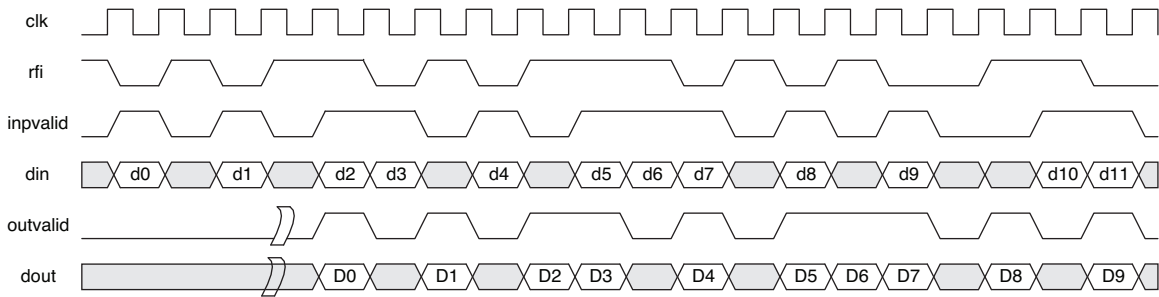 clk
rfi
inpvalid
din d0 d1 d2 d3 d4 d5 d6 d7 d8 d9 d10 d11
outvalid
dout D0 D1 D2 D3 D4 D5 D6 D7 D8 D9